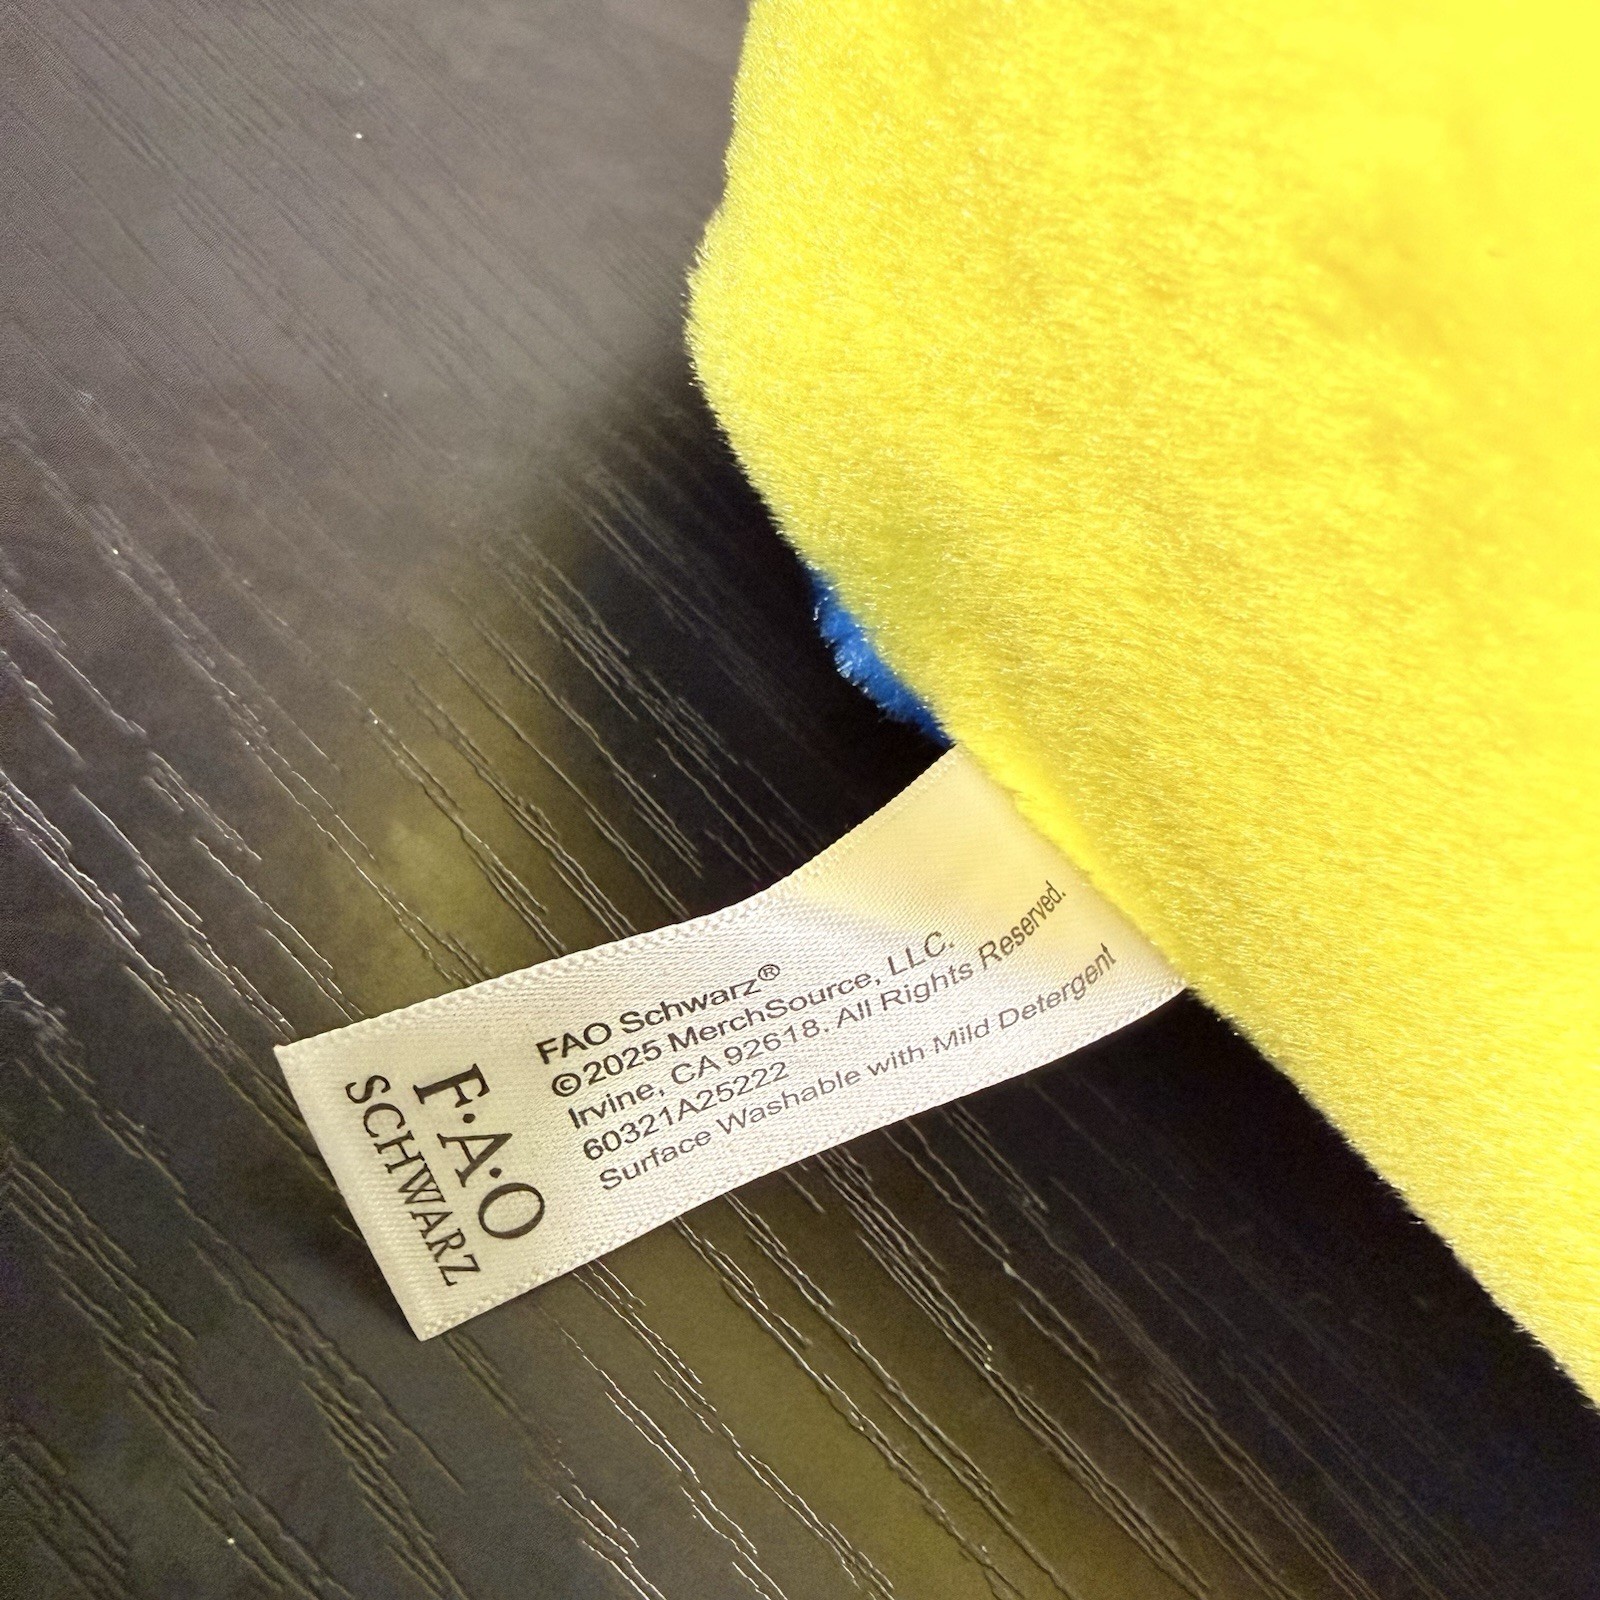 F·A·O
SCHWARZ
FAO Schwarz®
©2025 MerchSource, LLC.
Irvine, CA 92618. All Rights Reserved.
60321A25222
Surface Washable with Mild Detergent